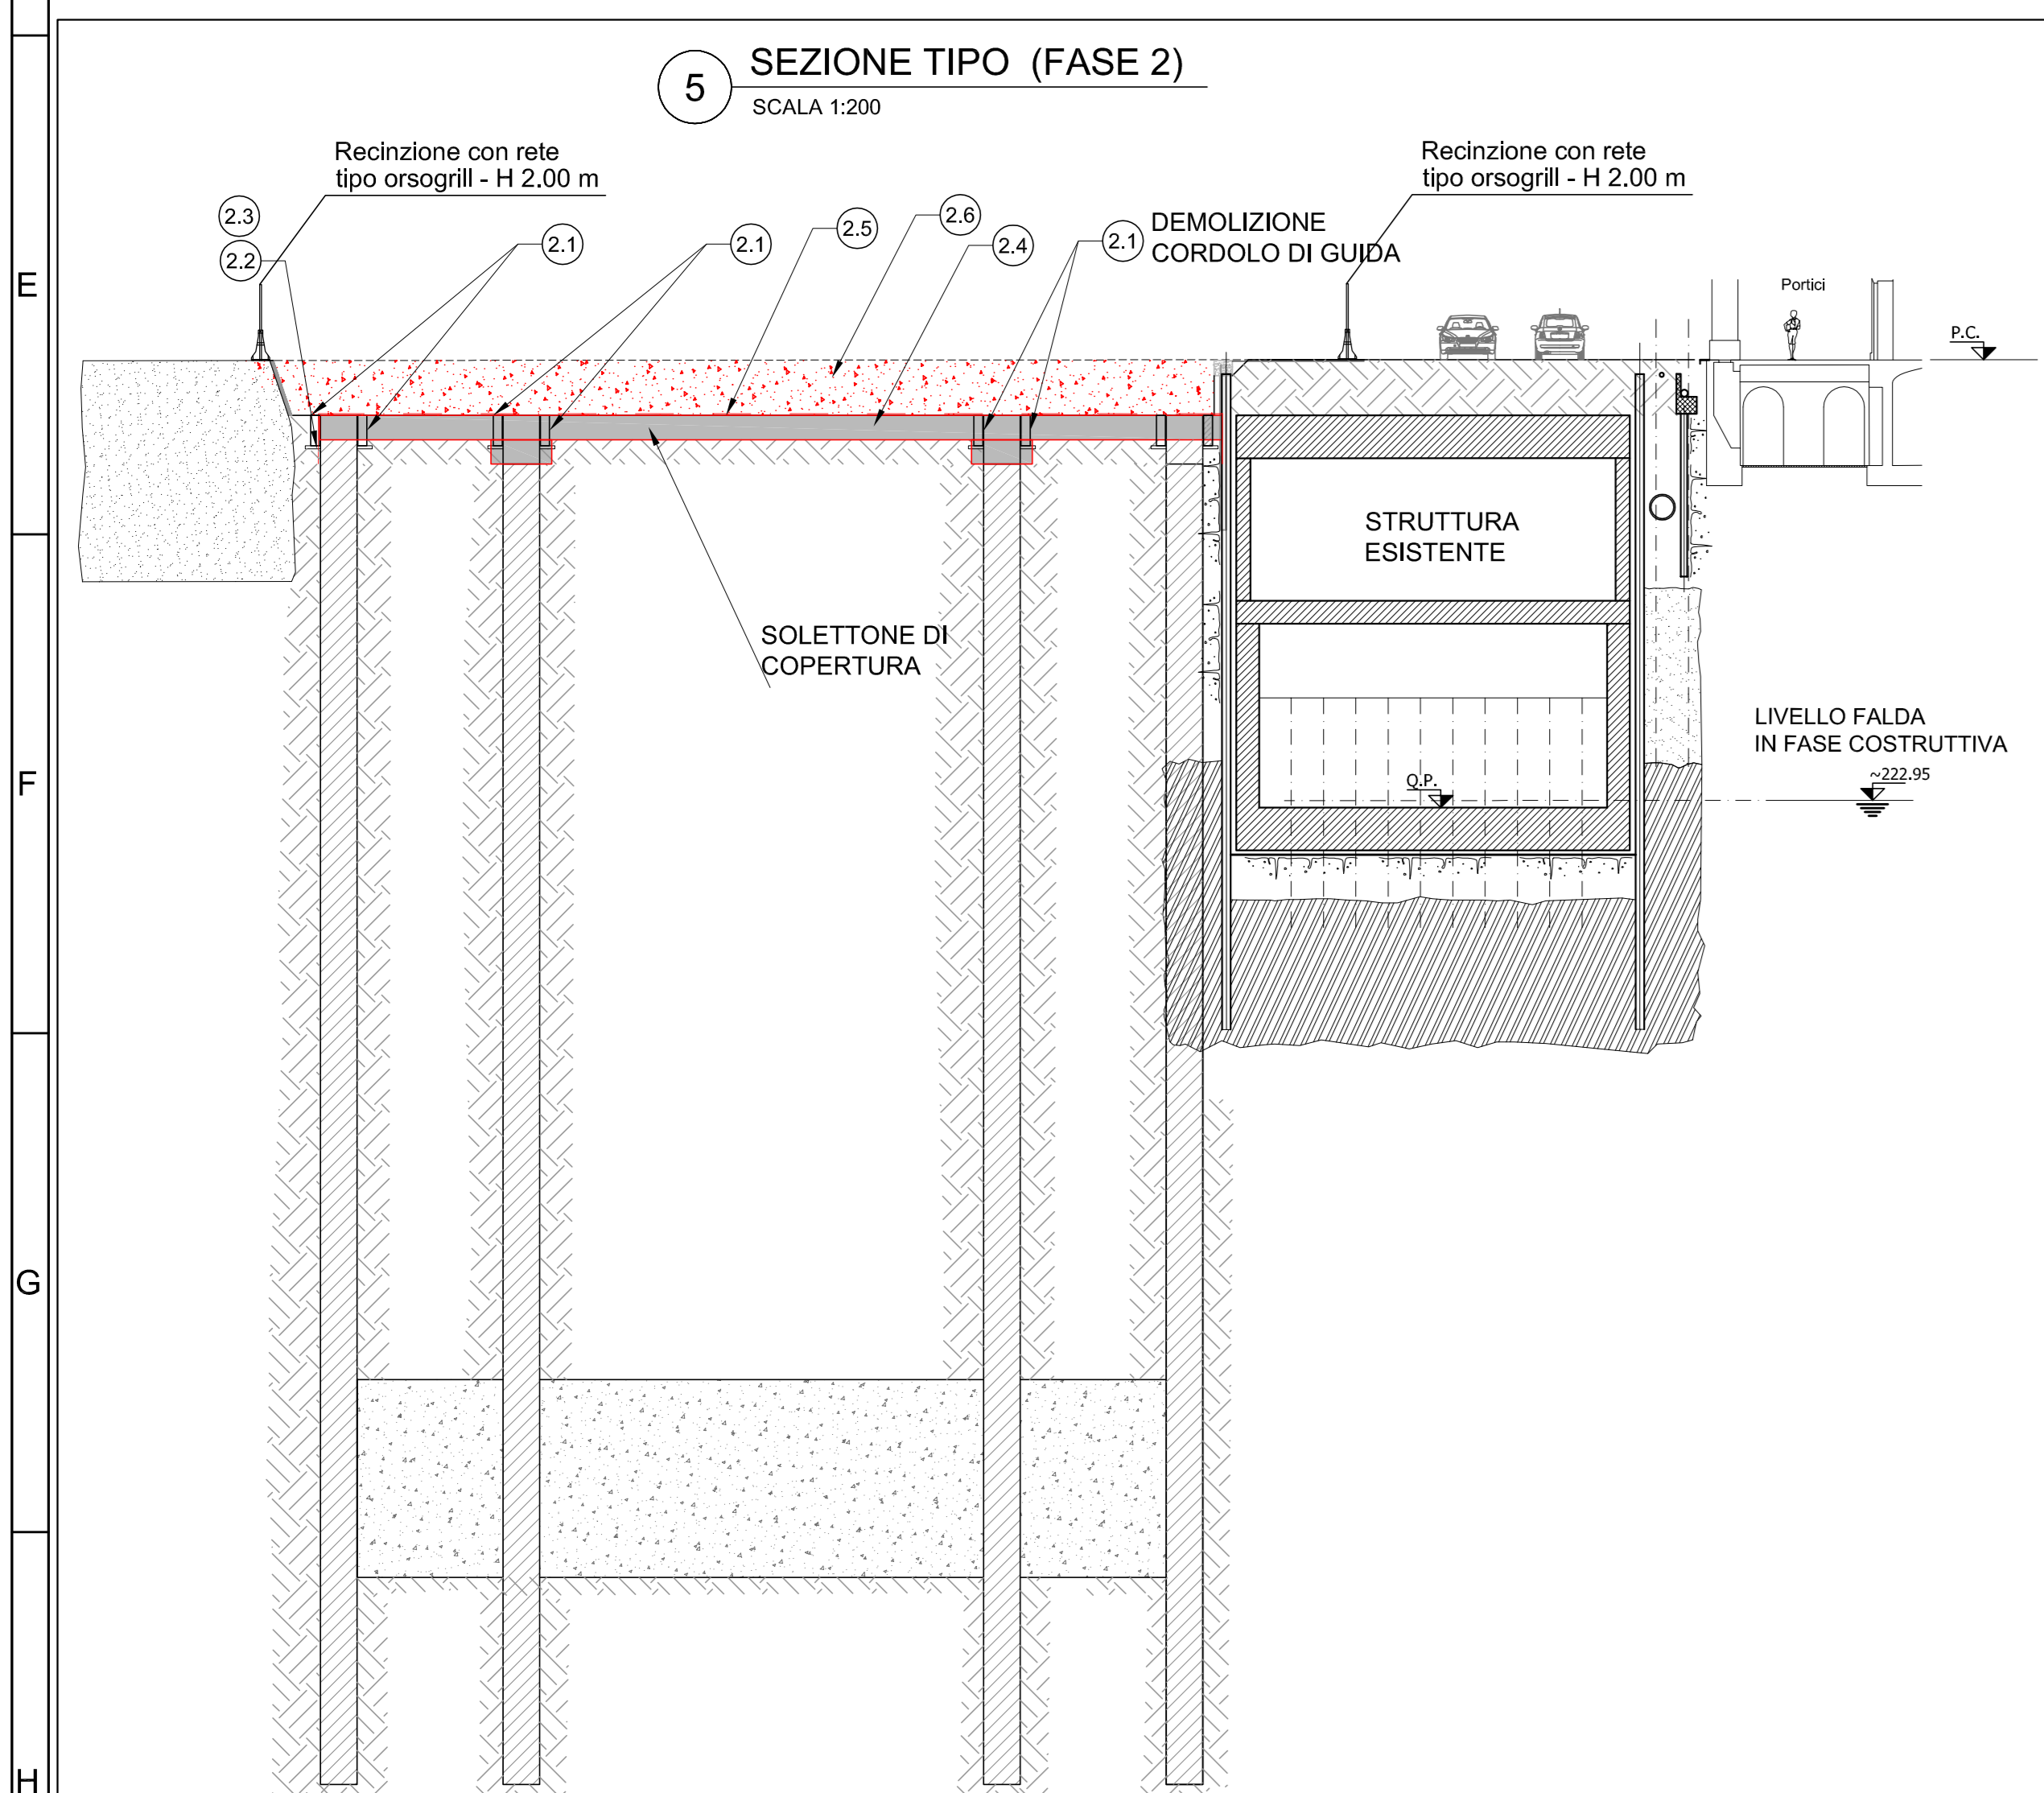 5
SEZIONE TIPO (FASE 2)
SCALA 1:200
Recinzione con rete
tipo orsogrill - H 2.00 m
Recinzione con rete
tipo orsogrill - H 2.00 m
2.3
2.2
2.1
2.1
2.5
2.6
2.4
2.1
DEMOLIZIONE
CORDOLO DI GUIDA
Portici
P.C.
E
STRUTTURA
ESISTENTE
SOLETTONE DI
COPERTURA
LIVELLO FALDA
IN FASE COSTRUTTIVA
~222.95
Q.P.
F
G
H